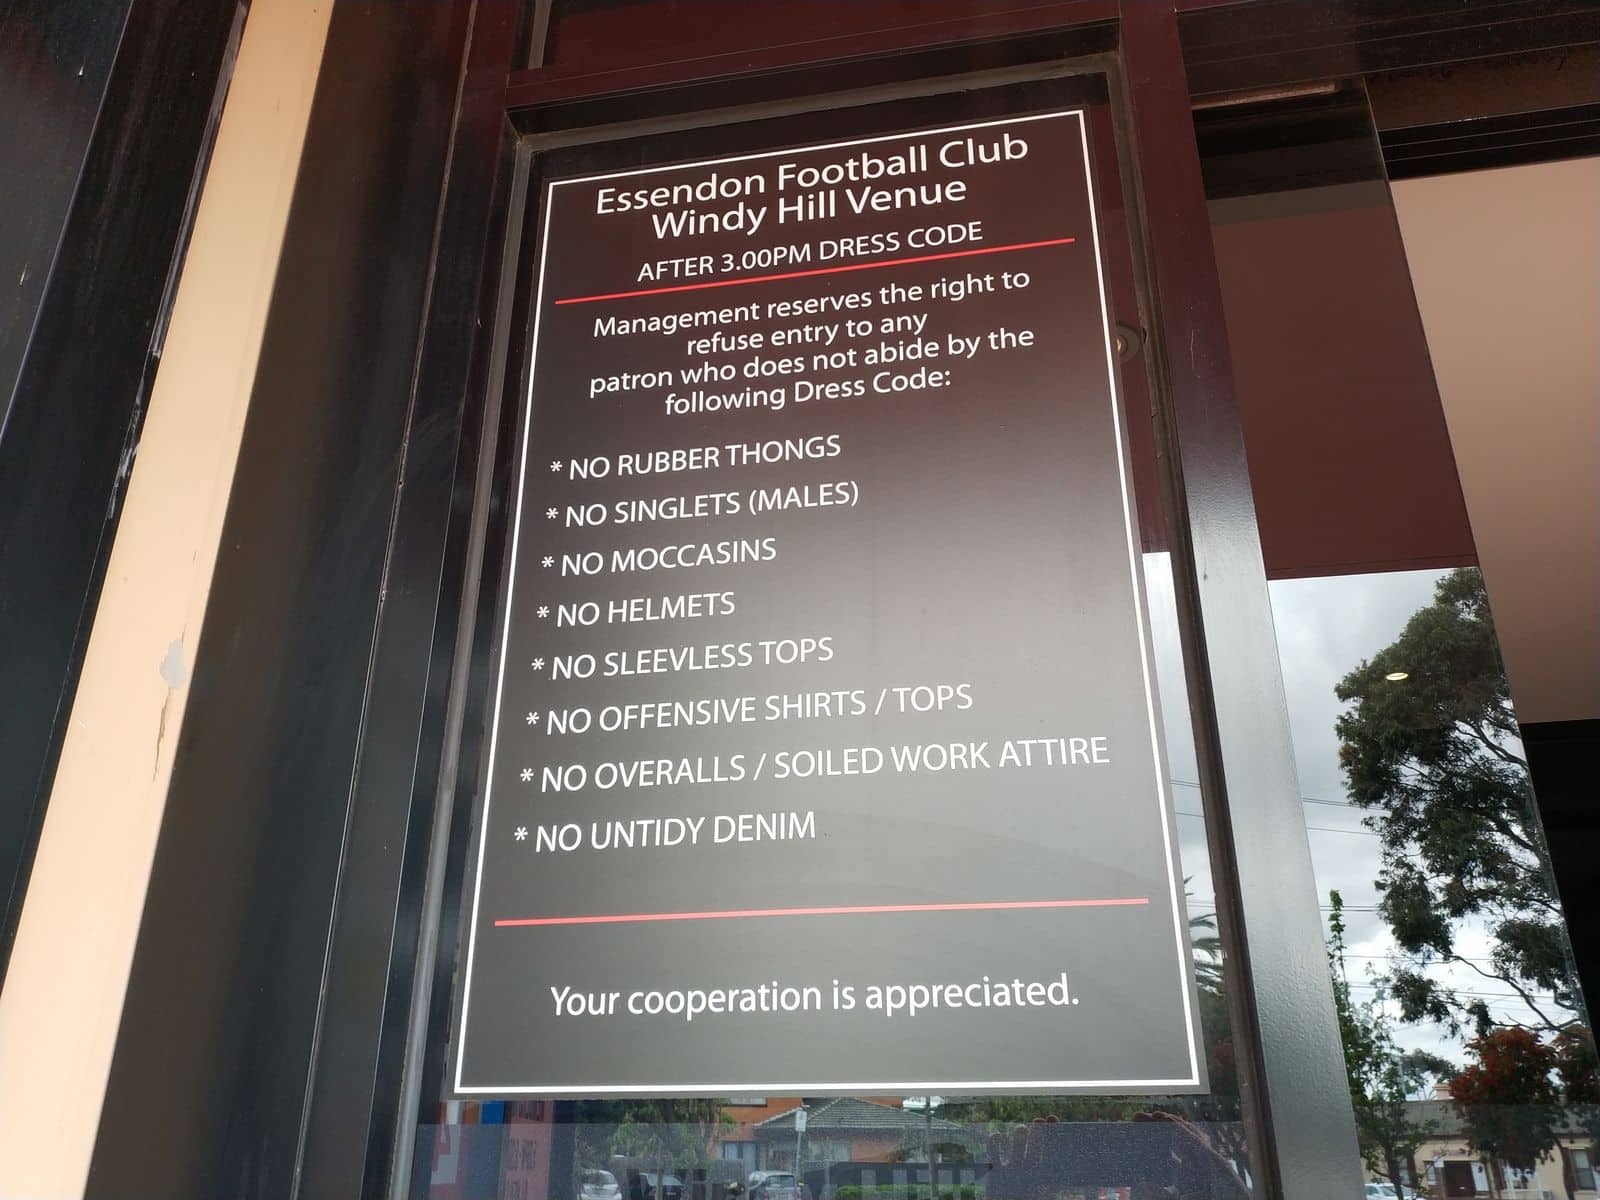 Essendon Football Club
Windy Hill Venue
AFTER 3.00PM DRESS CODE
Management reserves the right to
refuse entry to any
patron who does not abide by the
following Dress Code:
* NO RUBBER THONGS
* NO SINGLETS (MALES)
* NO MOCCASINS
* NO HELMETS
* NO SLEEVLESS TOPS
* NO OFFENSIVE SHIRTS / TOPS
* NO OVERALLS / SOILED WORK ATTIRE
* NO UNTIDY DENIM
Your cooperation is appreciated.